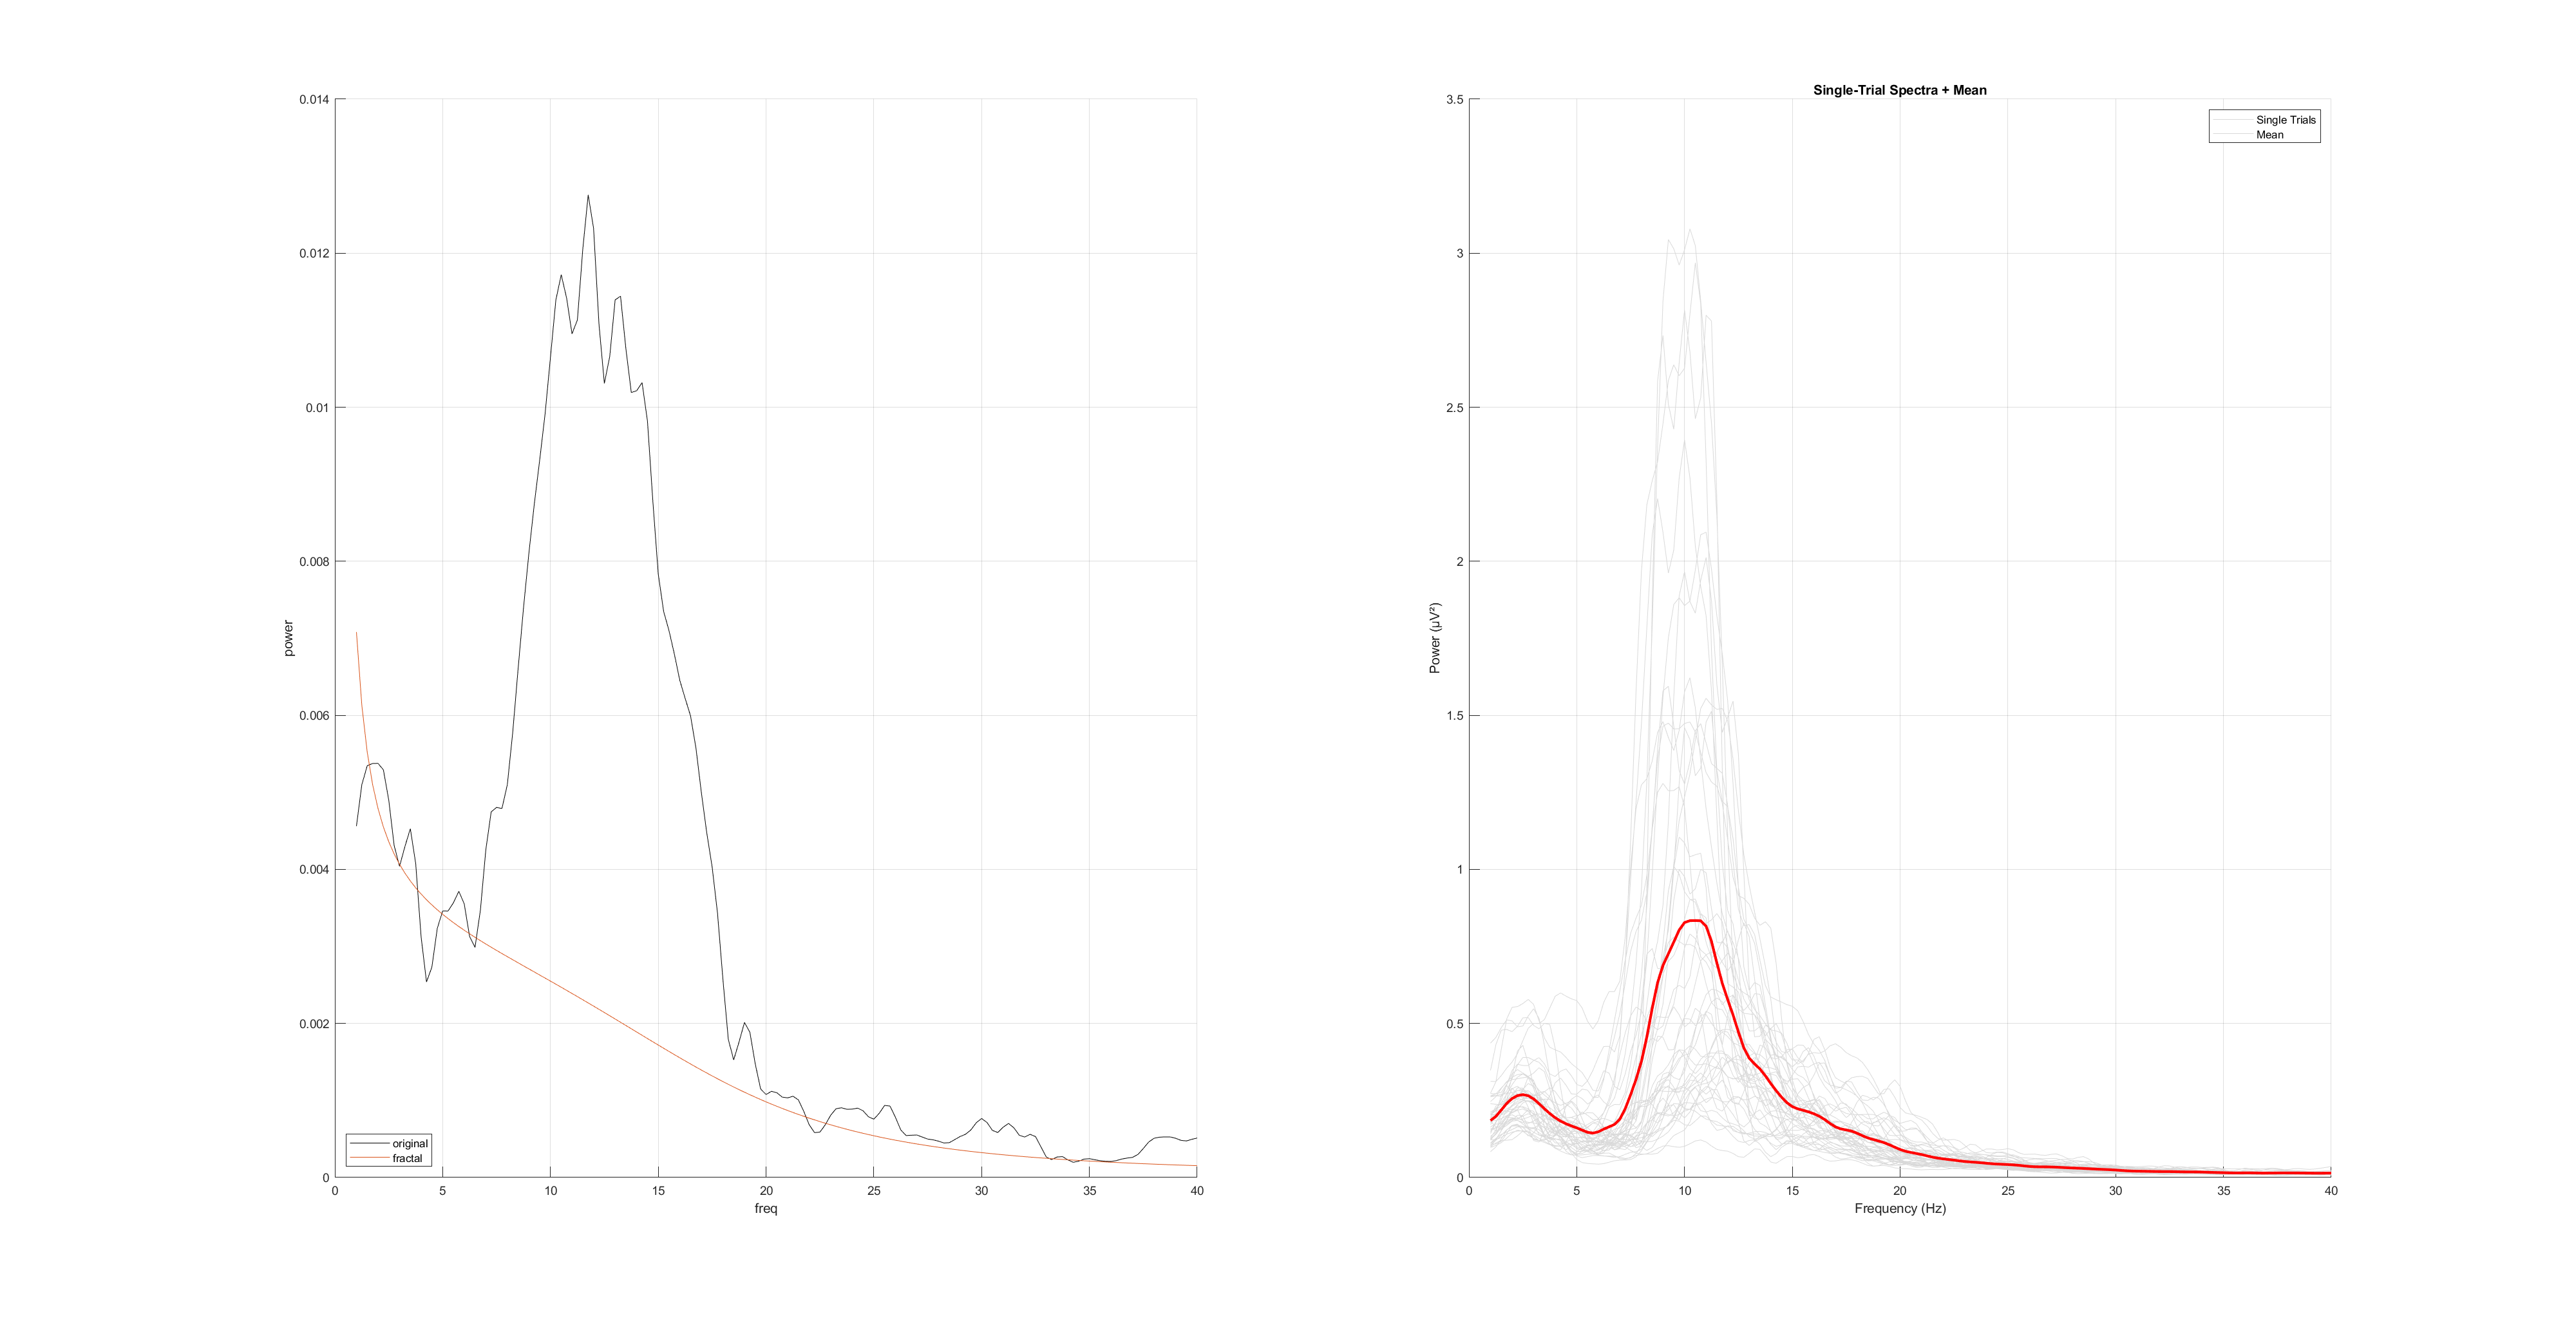 0.014
0.012
0.01
0.008
0.006
0.004
0.002
0
power
original
fractal
0 5 10 15 20 25 30 35 40
freq
Single-Trial Spectra + Mean
Single Trials
Mean
3.5
3
2.5
2
1.5
1
0.5
0
Power (µV²)
0 5 10 15 20 25 30 35 40
Frequency (Hz)